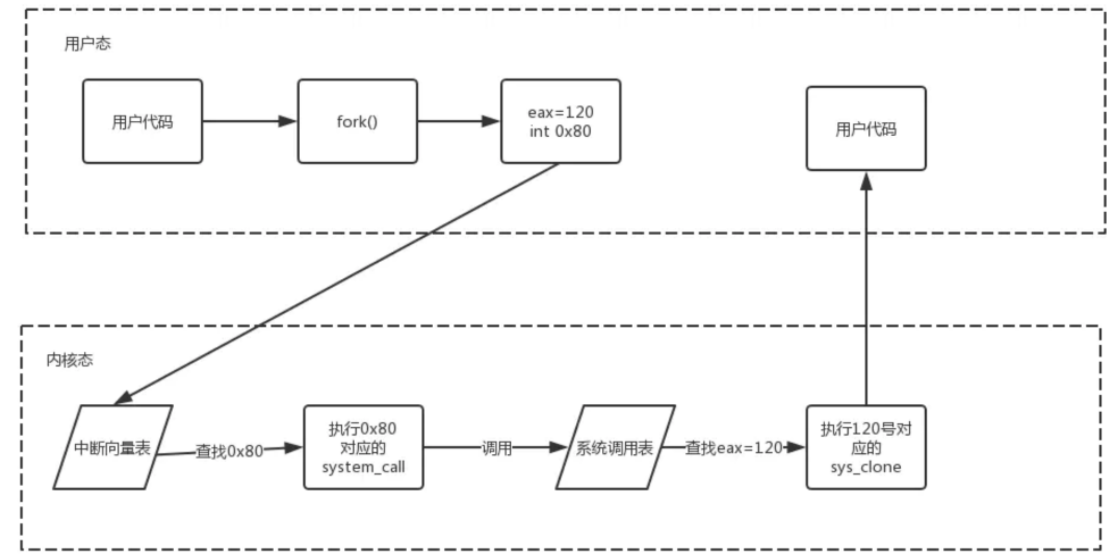 用户态
用户代码
fork()
eax=120
int 0x80
用户代码
内核态
中断向量表
查找0x80
执行0x80
对应的
system_call
调用
系统调用表
查找eax=120
执行120号对
应的
sys_clone